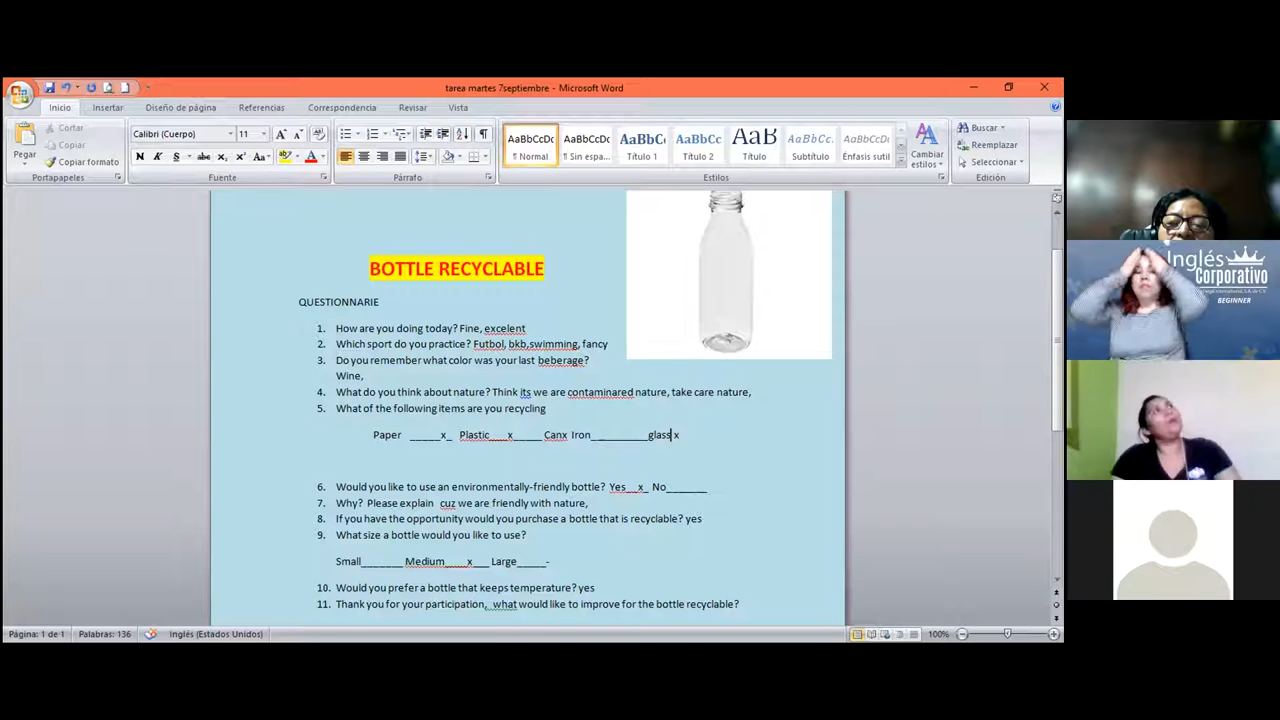 tarea martes 7septiembre - Microsoft Word
Inicio Insertar Diseño de página Referencias Correspondencia Revisar Vista
Pegar
Cortar
Copiar
Copiar formato
Portapapeles
Calibri (Cuerpo) 11
N K S abc x₂ x² Aa
Fuente
Párrafo
AaBbCcDc AaBbCcDc AaBbC AaBbCc AaB AaBbCc. AaBbCcDc
¶ Normal ¶ Sin espa... Título 1 Título 2 Título Subtítulo Énfasis sutil
Cambiar estilos
Estilos
Buscar
Reemplazar
Seleccionar
Edición
BOTTLE RECYCLABLE
QUESTIONNARIE
1. How are you doing today? Fine, excelent
2. Which sport do you practice? Futbol, bkb,swimming, fancy
3. Do you remember what color was your last beberage?
Wine,
4. What do you think about nature? Think its we are contaminared nature, take care nature,
5. What of the following items are you recycling
Paper _____x_ Plastic___x_____ Canx Iron__________glass x
6. Would you like to use an environmentally-friendly bottle? Yes__x_ No_______
7. Why? Please explain cuz we are friendly with nature,
8. If you have the opportunity would you purchase a bottle that is recyclable? yes
9. What size a bottle would you like to use?
Small_______ Medium____x___ Large_____-
10. Would you prefer a bottle that keeps temperature? yes
11. Thank you for your participation, what would like to improve for the bottle recyclable?
Página: 1 de 1 Palabras: 136 Inglés (Estados Unidos) 100%
Inglés
Corporativo
BEGINNER